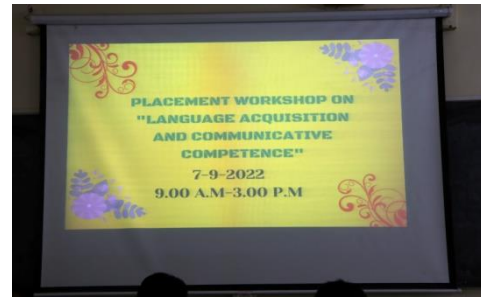 PLACEMENT WORKSHOP ON
"LANGUAGE ACQUISITION
AND COMMUNICATIVE
COMPETENCE"
7-9-2022
9.00 A.M-3.00 P.M